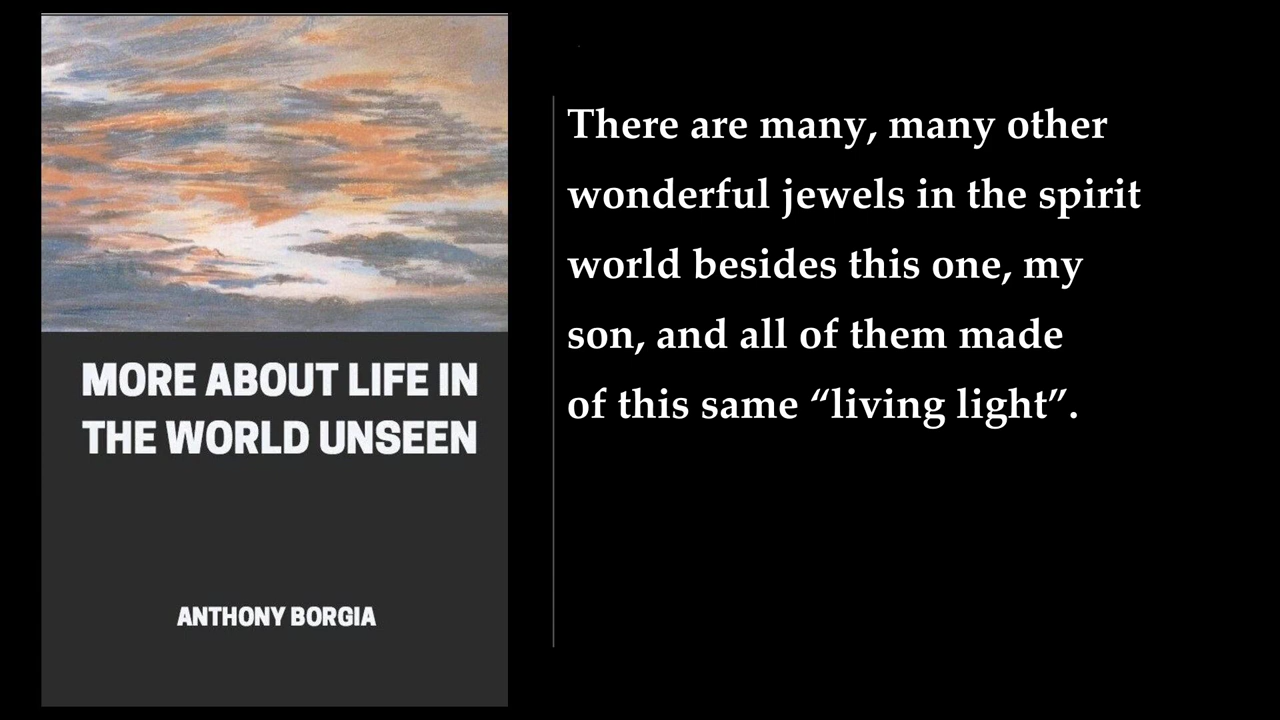 MORE ABOUT LIFE IN
THE WORLD UNSEEN
ANTHONY BORGIA
There are many, many other
wonderful jewels in the spirit
world besides this one, my
son, and all of them made
of this same “living light”.